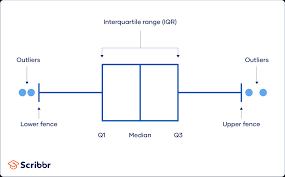 Interquartile range (IQR)
Outliers
Outliers
Lower fence
Upper fence
Q1
Median
Q3
Scribbr